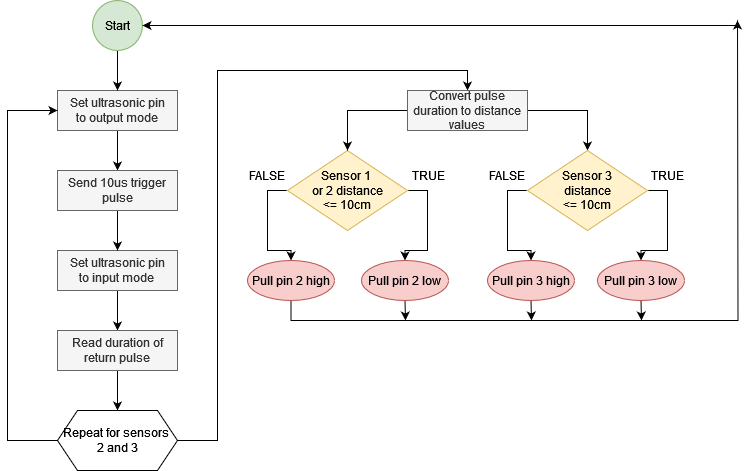 Start
Set ultrasonic pin
to output mode
Send 10us trigger
pulse
Set ultrasonic pin
to input mode
Read duration of
return pulse
Repeat for sensors
2 and 3
Convert pulse
duration to distance
values
FALSE
Sensor 1
or 2 distance
<= 10cm
TRUE
FALSE
Sensor 3
distance
<= 10cm
TRUE
Pull pin 2 high
Pull pin 2 low
Pull pin 3 high
Pull pin 3 low